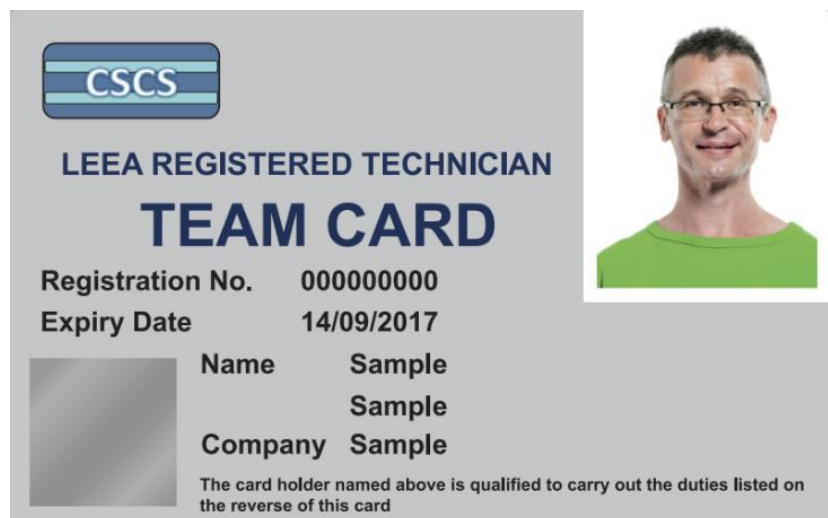 CSCS
LEEA REGISTERED TECHNICIAN
TEAM CARD
Registration No. 000000000
Expiry Date 14/09/2017
Name Sample
Sample
Company Sample
The card holder named above is qualified to carry out the duties listed on
the reverse of this card